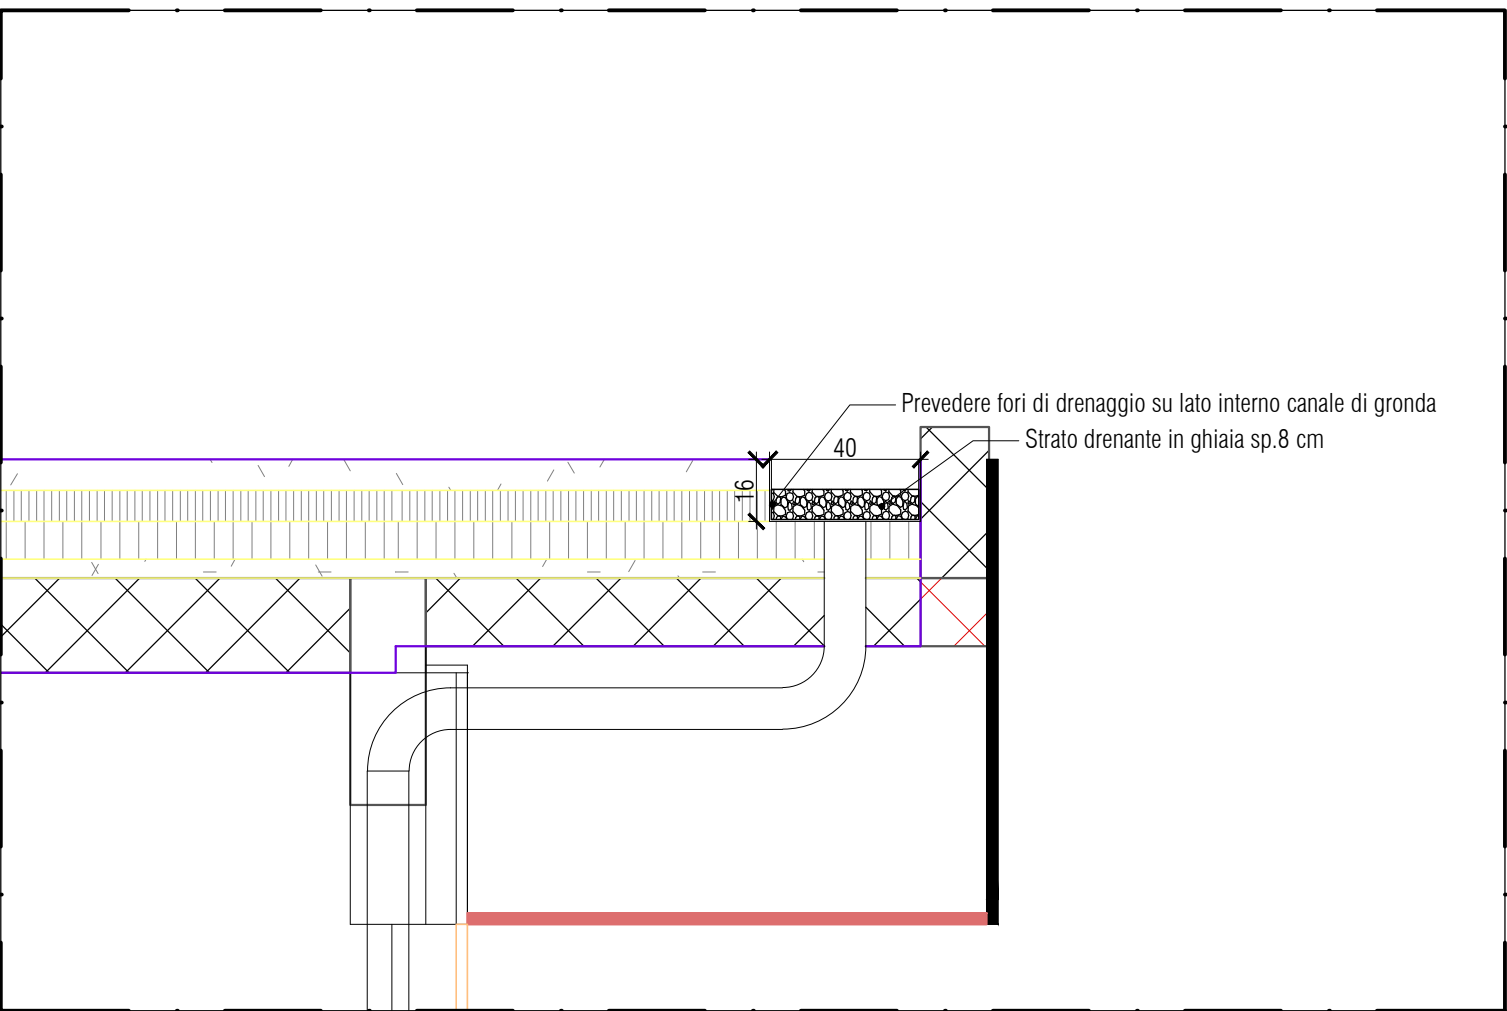 Prevedere fori di drenaggio su lato interno canale di gronda
Strato drenante in ghiaia sp.8 cm
40
16